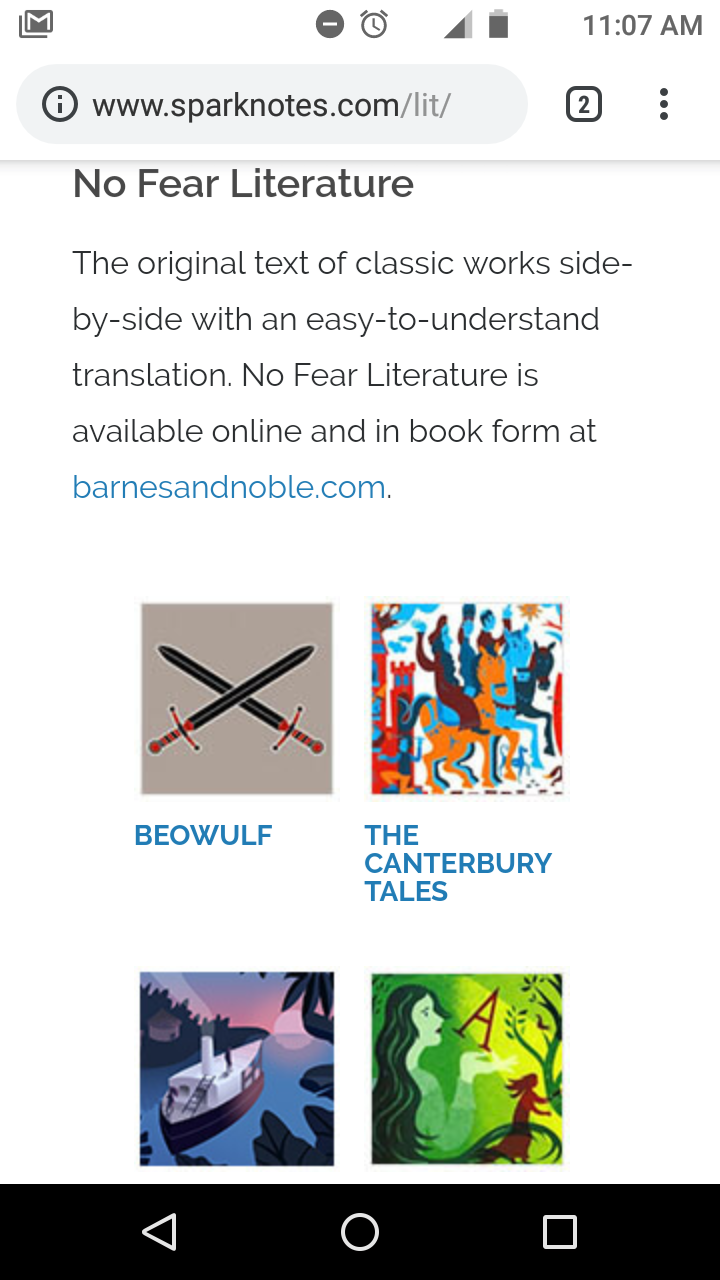 11:07 AM
www.sparknotes.com/lit/
2
No Fear Literature
The original text of classic works side-
by-side with an easy-to-understand
translation. No Fear Literature is
available online and in book form at
barnesandnoble.com.
BEOWULF
THE
CANTERBURY
TALES
A